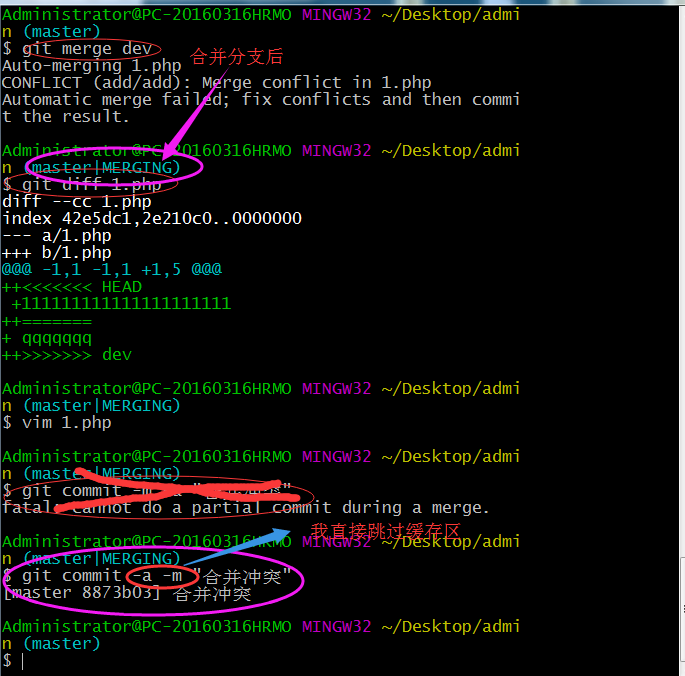 Administrator@PC-20160316HRMO MINGW32 ~/Desktop/admi
n (master)
$ git merge dev
合并分支后
Auto-merging 1.php
CONFLICT (add/add): Merge conflict in 1.php
Automatic merge failed; fix conflicts and then commi
t the result.
Administrator@PC-20160316HRMO MINGW32 ~/Desktop/admi
n (master|MERGING)
$ git diff 1.php
diff --cc 1.php
index 42e5dc1,2e210c0..0000000
--- a/1.php
+++ b/1.php
@@@ -1,1 -1,1 +1,5 @@@
++<<<<<<< HEAD
 +1111111111111111111111
++=======
+ qqqqqqq
++>>>>>>> dev
Administrator@PC-20160316HRMO MINGW32 ~/Desktop/admi
n (master|MERGING)
$ vim 1.php
Administrator@PC-20160316HRMO MINGW32 ~/Desktop/admi
n (master|MERGING)
$ git commit
fatal: cannot do a partial commit during a merge.
Administrator@PC-20160316HRMO MINGW32 ~/Desktop/admi
我直接跳过缓存区
n (master|MERGING)
$ git commit -a -m "合并冲突"
[master 8873b03] 合并冲突
Administrator@PC-20160316HRMO MINGW32 ~/Desktop/admi
n (master)
$